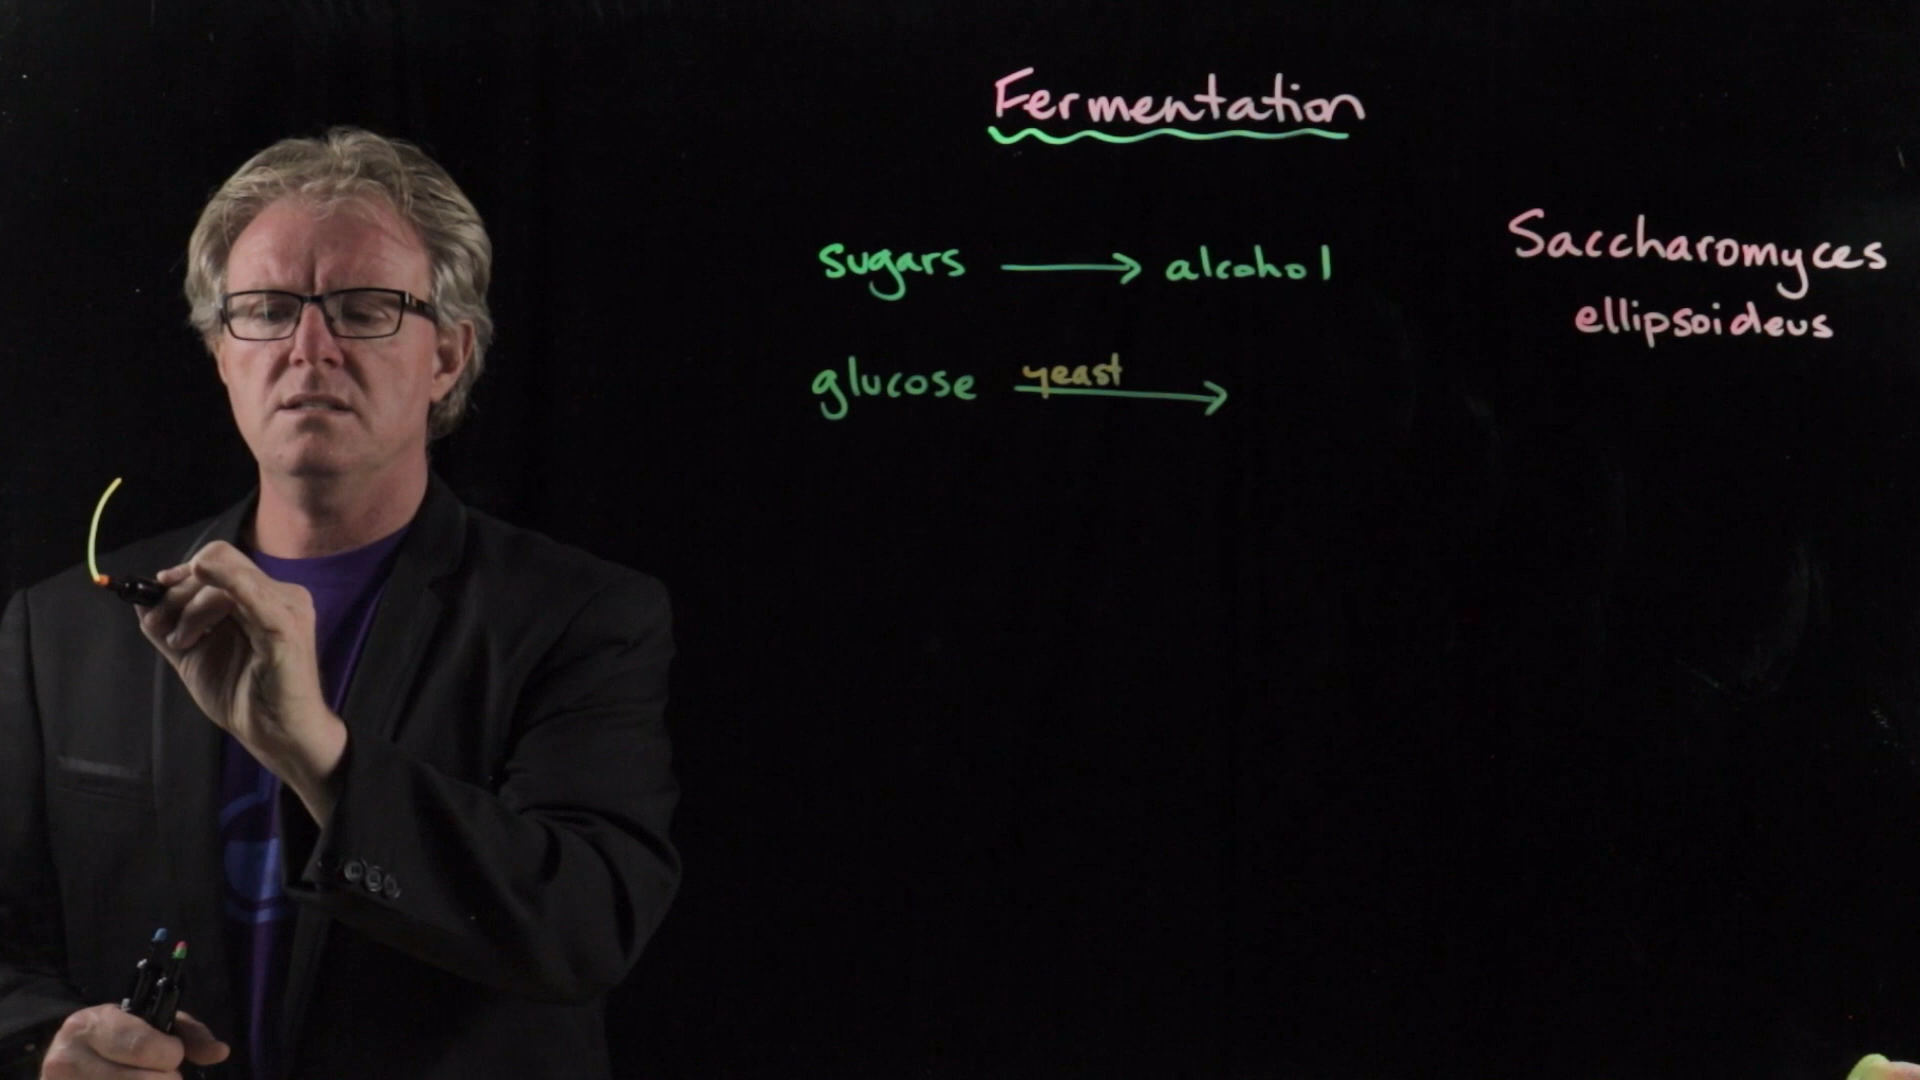 Fermentation
sugars → alcohol
Saccharomyces
ellipsoideus
glucose yeast →